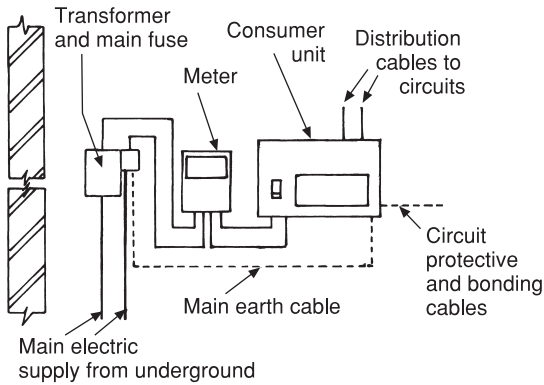 Transformer
and main fuse
Consumer
unit
Distribution
cables to
circuits
Meter
Circuit
protective
and bonding
cables
Main earth cable
Main electric
supply from underground